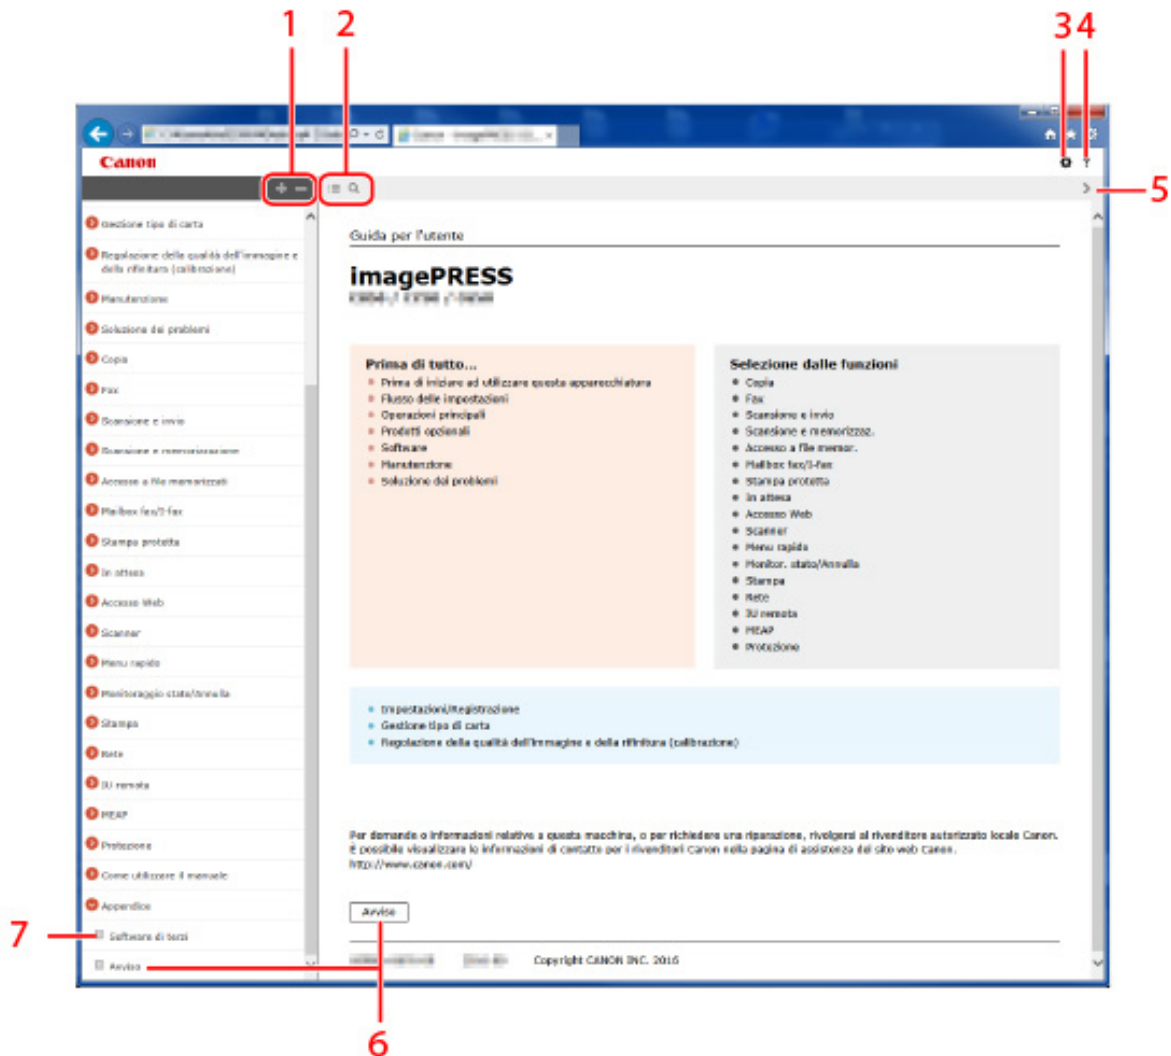 1
2
3
4
Canon
5
Gestione tipo di carta
Regolazione della qualità dell'immagine e
della rifinitura (calibrazione)
Manutenzione
Soluzione dei problemi
Copia
Fax
Scansione e invio
Scansione e memorizzazione
Accesso a file memorizzati
Mailbox fax/I-fax
Stampa protetta
In attesa
Accesso Web
Scanner
Menu rapido
Monitoraggio stato/Annulla
Stampa
Rete
IU remota
MEAP
Protezione
Come utilizzare il manuale
Appendice
7
Software di terzi
Avviso
Guida per l'utente
imagePRESS
Prima di tutto...
Prima di iniziare ad utilizzare questa apparecchiatura
Flusso delle impostazioni
Operazioni principali
Prodotti opzionali
Software
Manutenzione
Soluzione dei problemi
Selezione dalle funzioni
Copia
Fax
Scansione e invio
Scansione e memorizzaz.
Accesso a file memor.
Mailbox fax/I-fax
Stampa protetta
In attesa
Accesso Web
Scanner
Menu rapido
Monitor. stato/Annulla
Stampa
Rete
IU remota
MEAP
Protezione
Impostazioni/Registrazione
Gestione tipo di carta
Regolazione della qualità dell'immagine e della rifinitura (calibrazione)
Per domande o informazioni relative a questa macchina, o per richiedere una riparazione, rivolgersi al rivenditore autorizzato locale Canon.
È possibile visualizzare le informazioni di contatto per i rivenditori Canon nella pagina di assistenza del sito web Canon.
http://www.canon.com/
Avviso
Copyright CANON INC. 2016
6